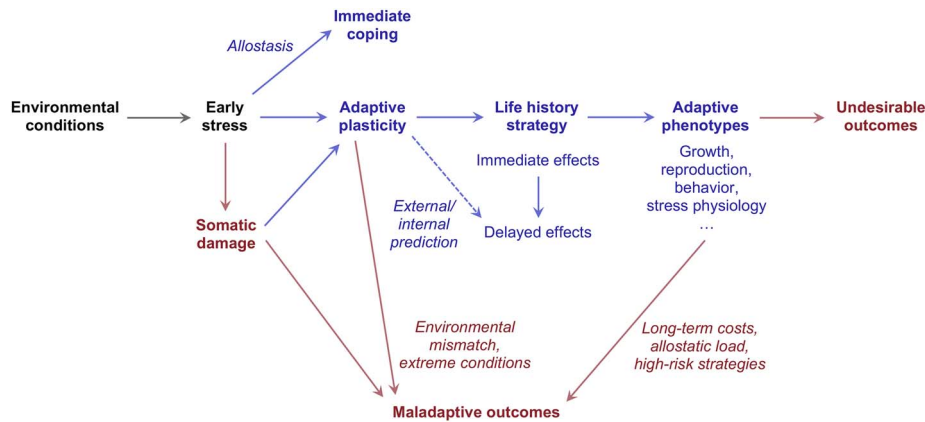 Immediate
coping
Allostasis
Environmental
conditions
Early
stress
Adaptive
plasticity
Life history
strategy
Adaptive
phenotypes
Undesirable
outcomes
Immediate effects
Growth,
reproduction,
behavior,
stress physiology
...
External/
internal
prediction
Delayed effects
Somatic
damage
Environmental
mismatch,
extreme conditions
Long-term costs,
allostatic load,
high-risk strategies
Maladaptive outcomes